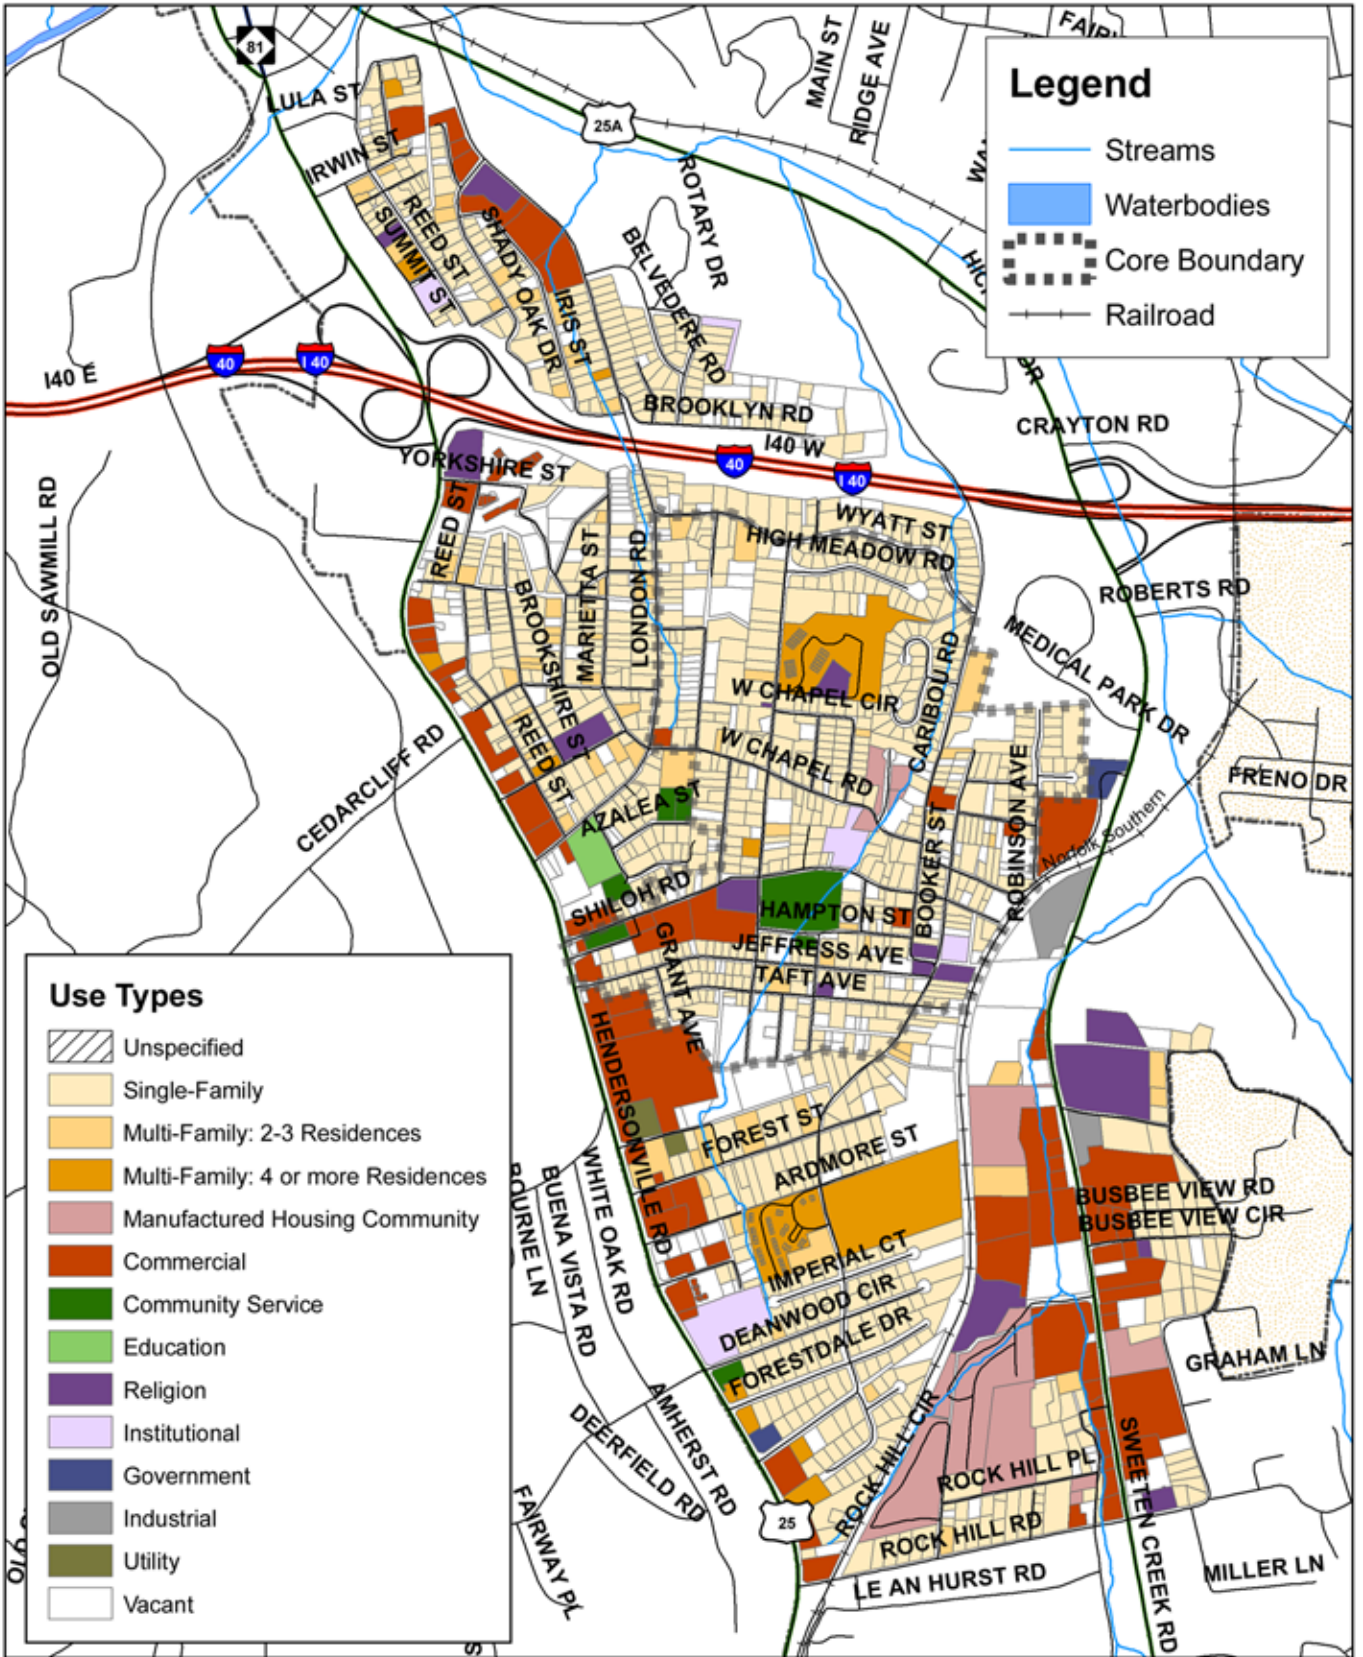 81
LULA ST
25A
MAIN ST
RIDGE AVE
Legend
Streams
Waterbodies
Core Boundary
Railroad
IRWIN ST
ROTARY DR
REED ST
SUMMIT ST
SHADY OAK DR
IRIS ST
BELVEDERE RD
I40 E
40
I 40
BROOKLYN RD
I40 W
40
I 40
CRAYTON RD
YORKSHIRE ST
REED ST
WYATT ST
HIGH MEADOW RD
OLD SAWMILL RD
BROOKSHIRE ST
MARIETTA ST
LONDON RD
ROBERTS RD
MEDICAL PARK DR
CARIBOU RD
W CHAPEL CIR
W CHAPEL RD
REED ST
CEDARCLIFF RD
FRENO DR
AZALEA ST
BOOKER ST
ROBINSON AVE
Norfolk Southern
SHILOH RD
HAMPTON ST
GRANT AVE
JEFFRESS AVE
TAFT AVE
HENDERSONVILLE RD
Use Types
Unspecified
Single-Family
Multi-Family: 2-3 Residences
Multi-Family: 4 or more Residences
Manufactured Housing Community
Commercial
Community Service
Education
Religion
Institutional
Government
Industrial
Utility
Vacant
FOREST ST
ARDMORE ST
BUENA VISTA RD
WHITE OAK RD
BUSBEE VIEW RD
BUSBEE VIEW CIR
IMPERIAL CT
DEANWOOD CIR
FORESTDALE DR
GRAHAM LN
AMHERST RD
DEERFIELD RD
ROCK HILL CIR
ROCK HILL PL
SWEETEN CREEK RD
FAIRWAY PL
25
ROCK HILL RD
LE AN HURST RD
MILLER LN